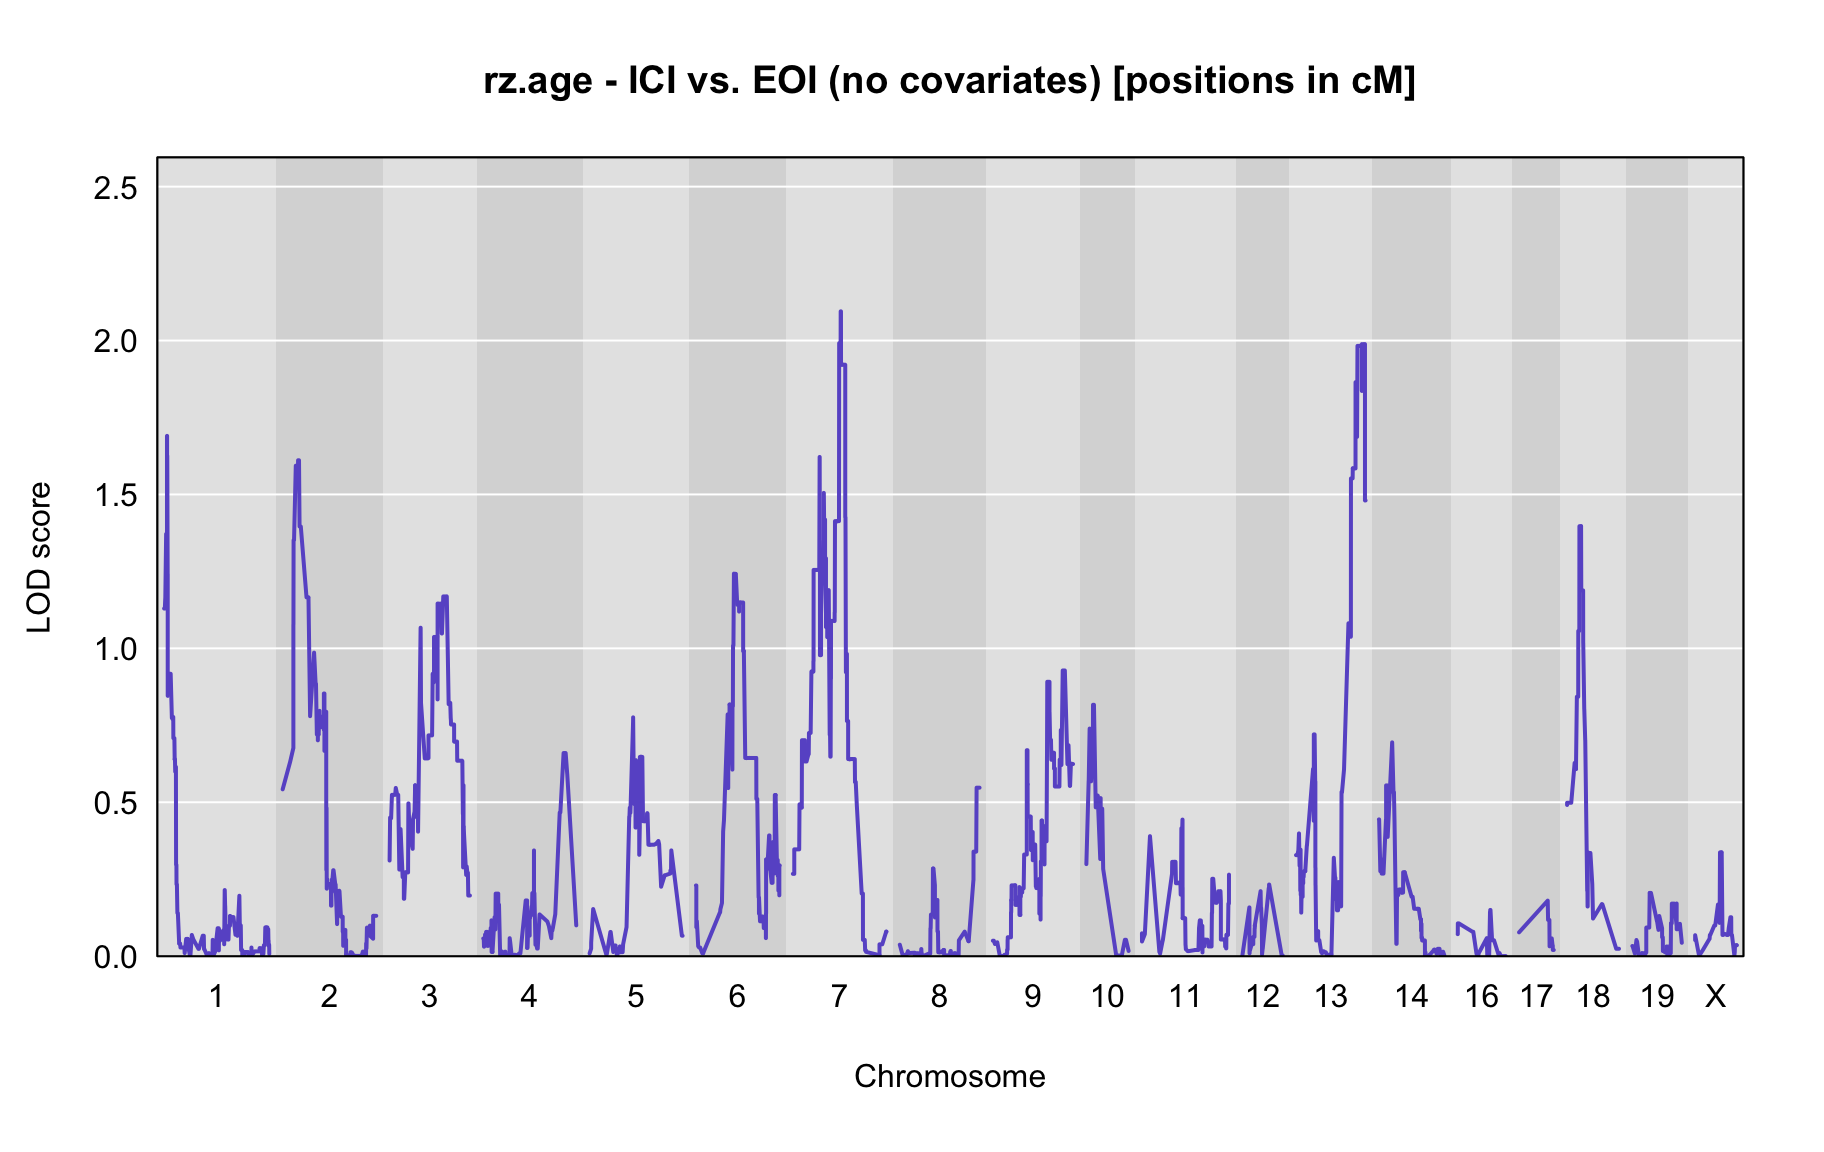 rz.age - ICI vs. EOI (no covariates) [positions in cM]
2.5
2.0
1.5
1.0
0.5
0.0
LOD score
1 2 3 4 5 6 7 8 9 10 11 12 13 14 16 17 18 19 X
Chromosome